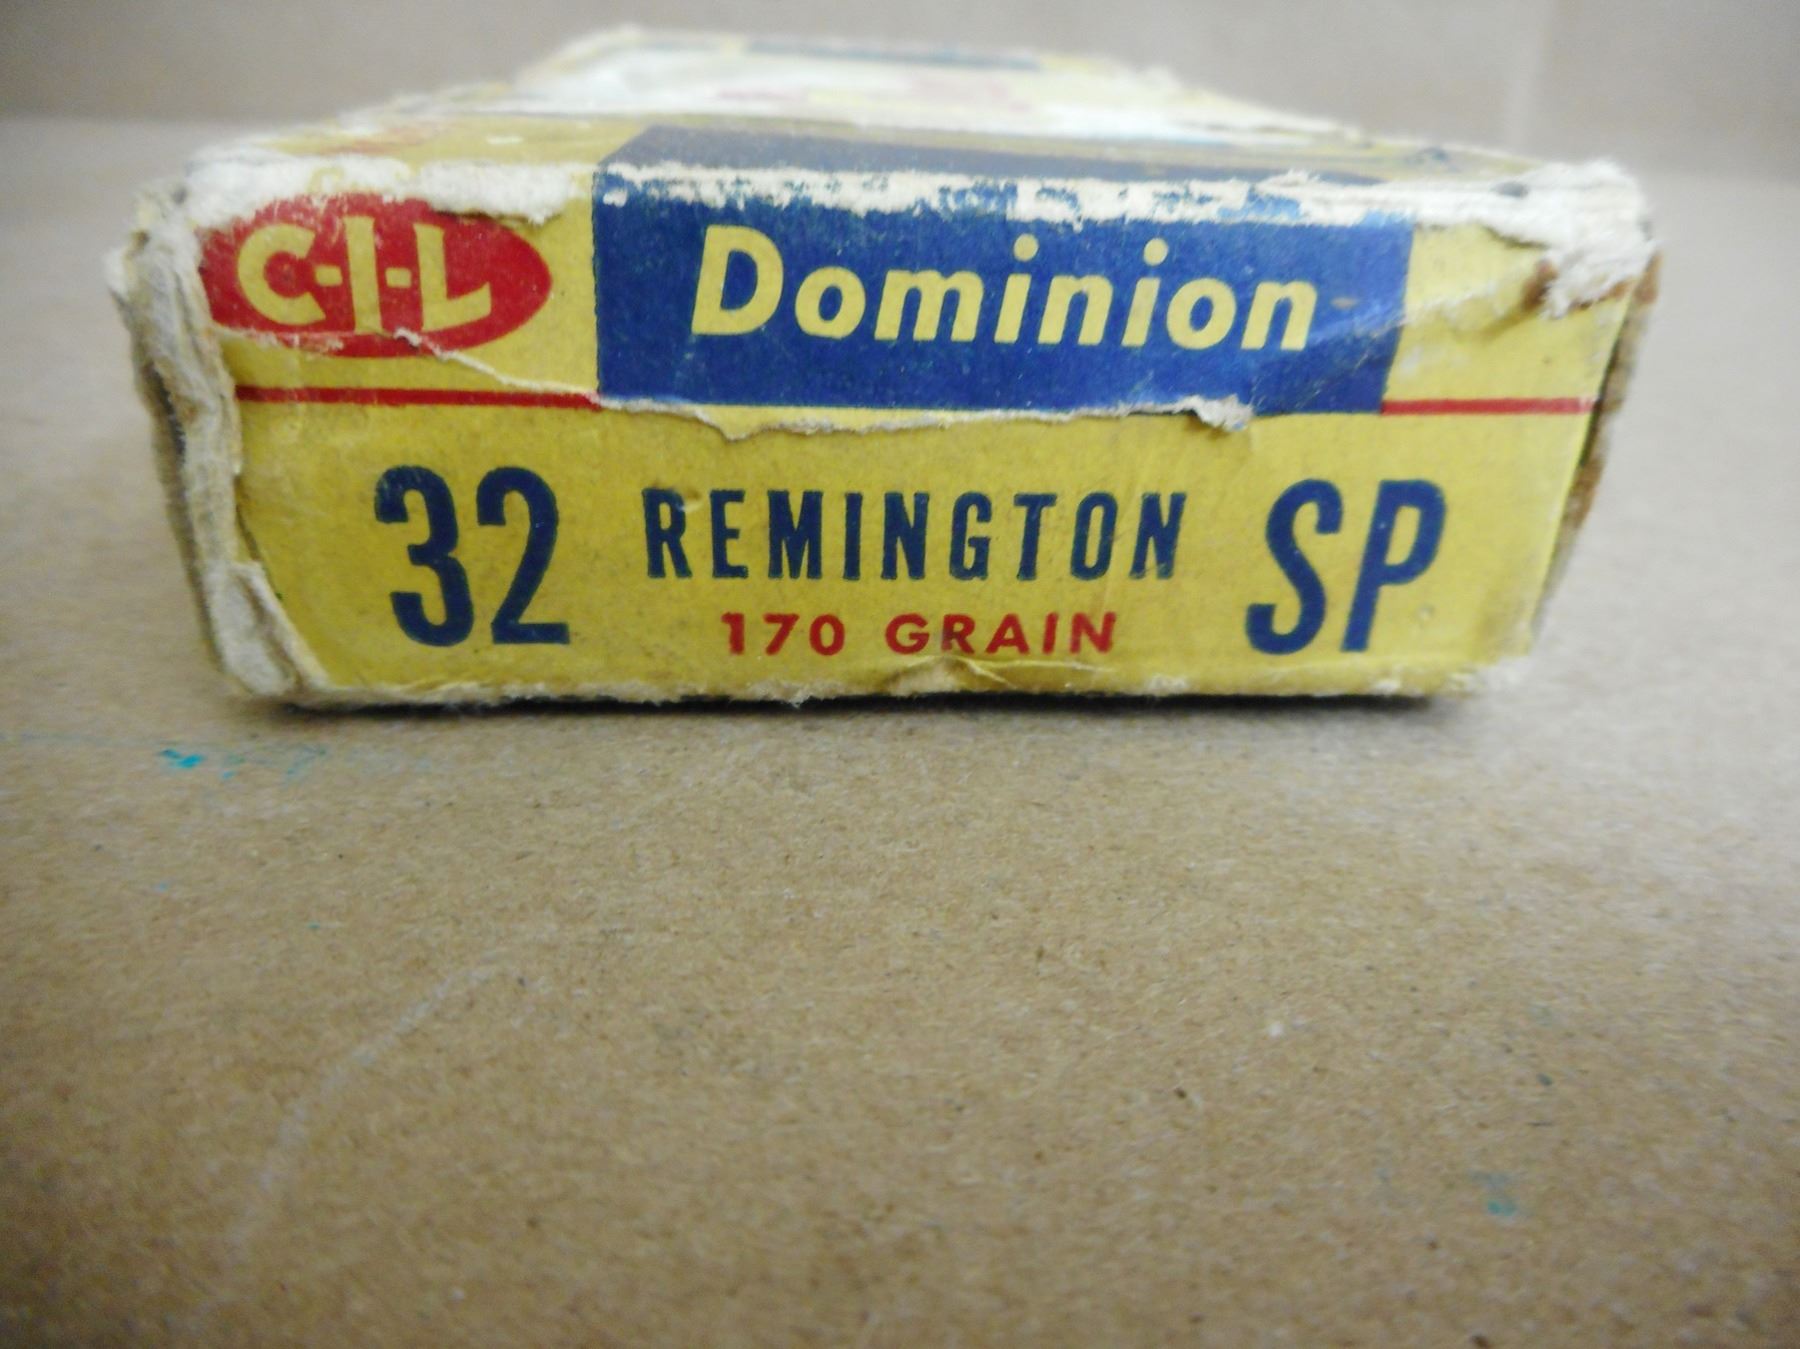 C-I-L Dominion
32 REMINGTON SP
170 GRAIN